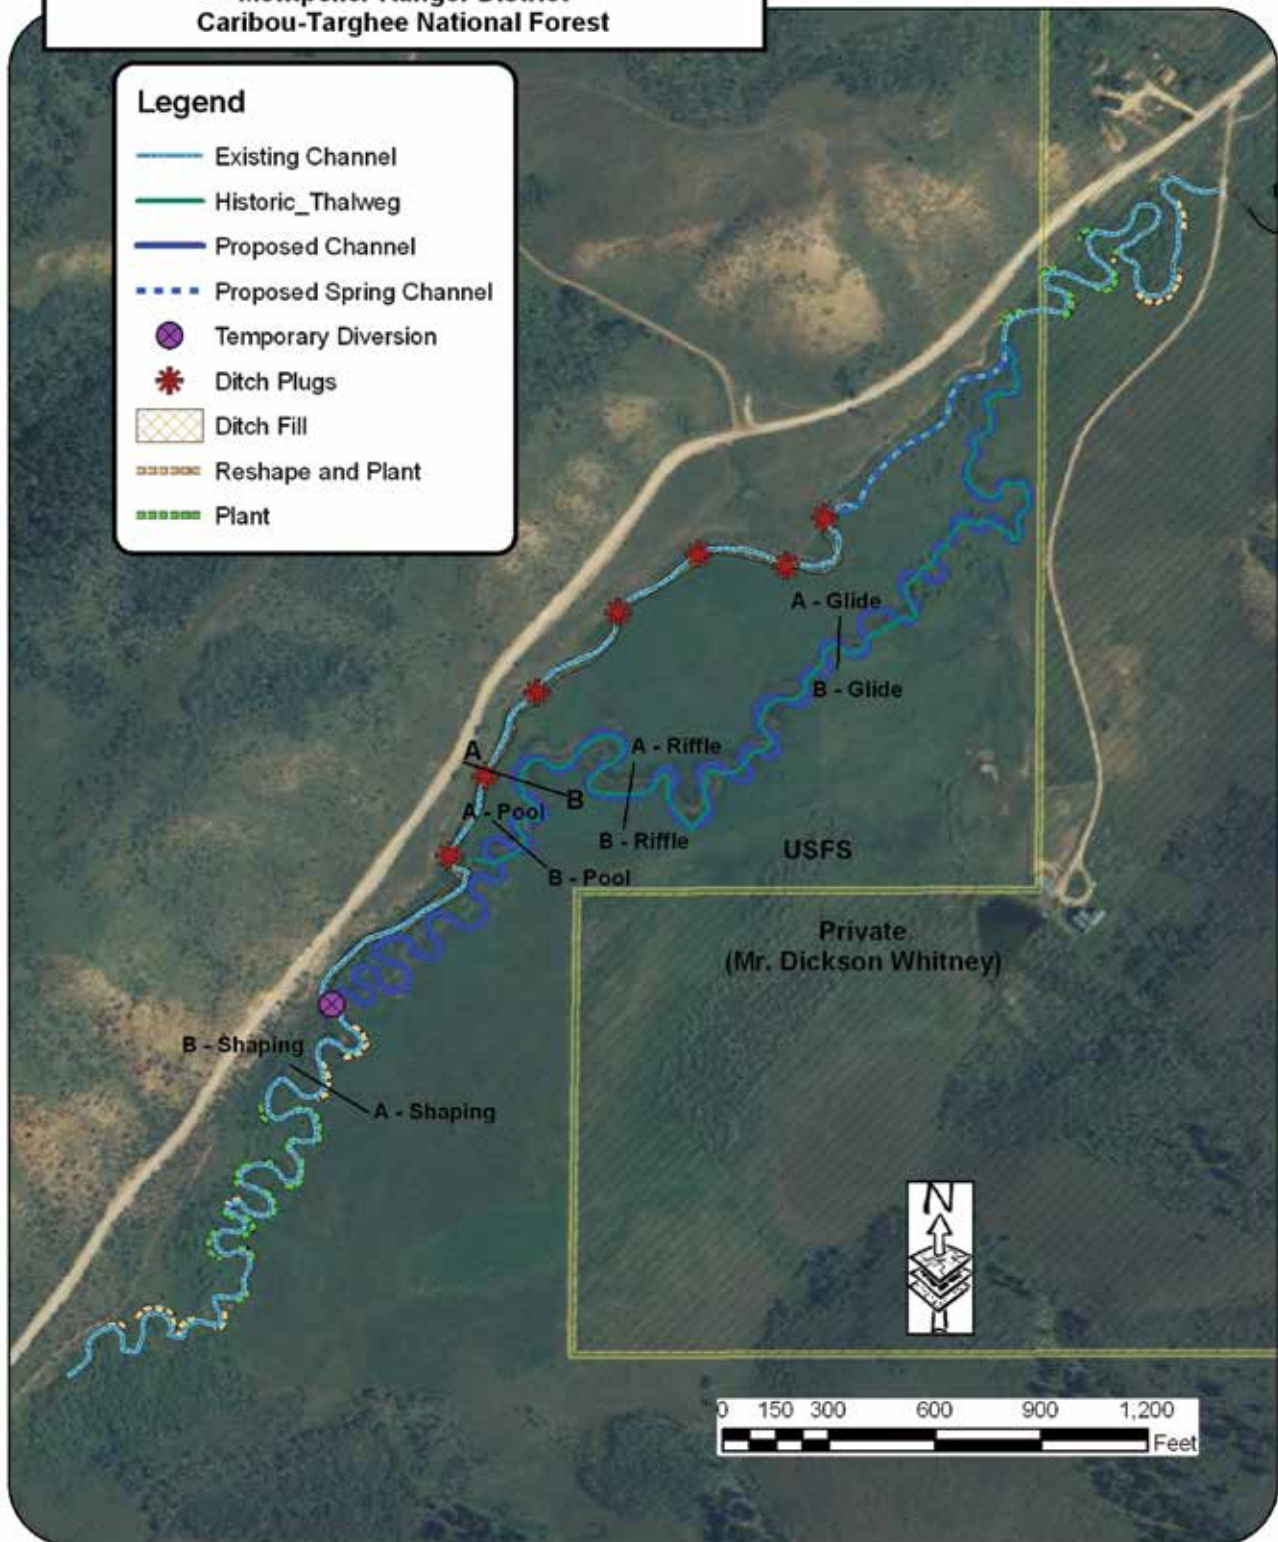 Caribou-Targhee National Forest
Legend
Existing Channel
Historic_Thalweg
Proposed Channel
Proposed Spring Channel
Temporary Diversion
Ditch Plugs
Ditch Fill
Reshape and Plant
Plant
A - Glide
B - Glide
A - Riffle
A
B
A - Pool
B - Riffle
USFS
B - Pool
Private
(Mr. Dickson Whitney)
B - Shaping
A - Shaping
N
0 150 300 600 900 1,200
Feet